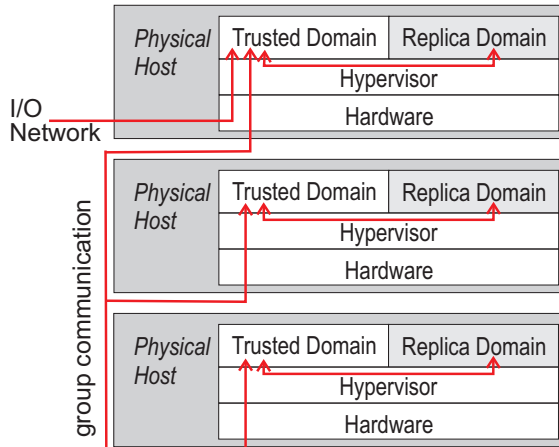 Physical
Host
Trusted Domain
Replica Domain
Hypervisor
Hardware
I/O
Network
group communication
Physical
Host
Trusted Domain
Replica Domain
Hypervisor
Hardware
Physical
Host
Trusted Domain
Replica Domain
Hypervisor
Hardware